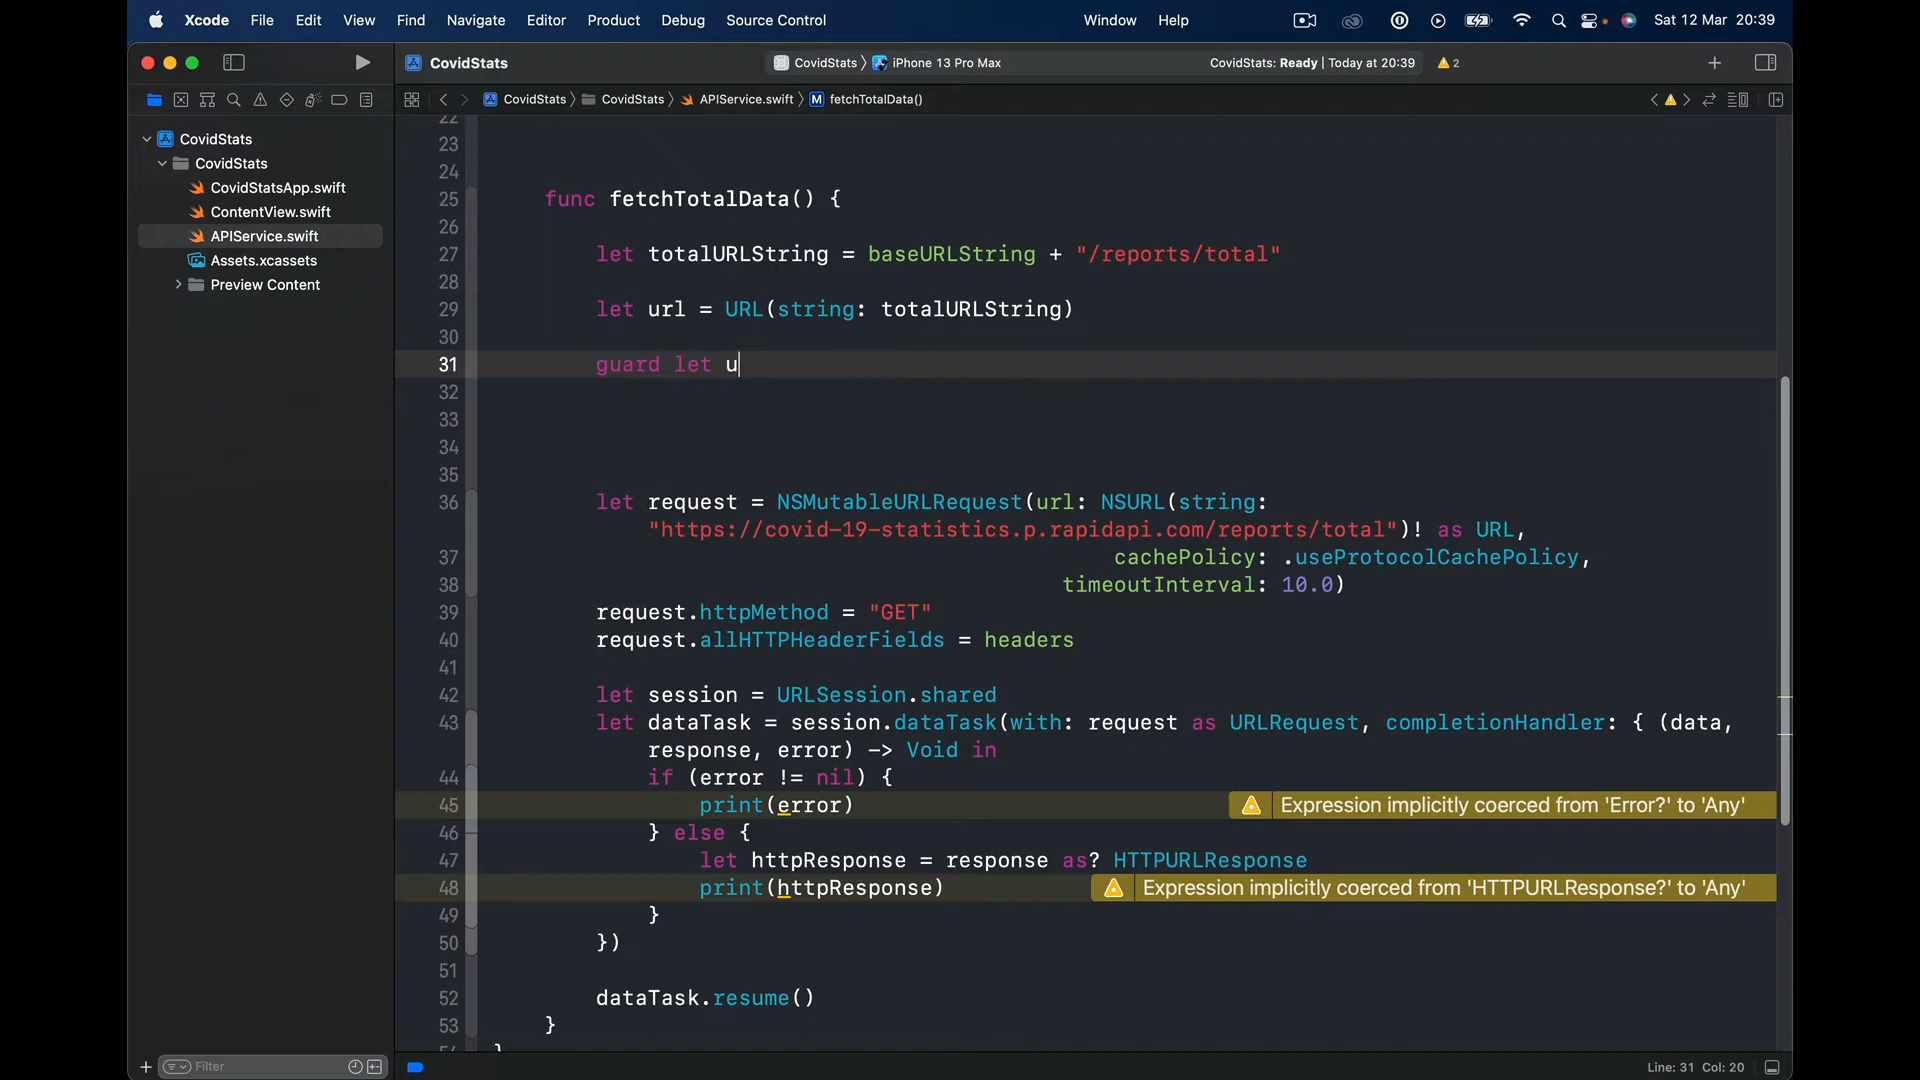 Xcode File Edit View Find Navigate Editor Product Debug Source Control Window Help Sat 12 Mar 20:39
CovidStats CovidStats iPhone 13 Pro Max CovidStats: Ready | Today at 20:39 2
CovidStats CovidStats APIService.swift M fetchTotalData()
CovidStats
CovidStats
CovidStatsApp.swift
ContentView.swift
APIService.swift
Assets.xcassets
Preview Content
22
23
24
25 func fetchTotalData() {
26
27 let totalURLString = baseURLString + "/reports/total"
28
29 let url = URL(string: totalURLString)
30
31 guard let u
32
33
34
35
36 let request = NSMutableURLRequest(url: NSURL(string:
"https://covid-19-statistics.p.rapidapi.com/reports/total")! as URL,
37 cachePolicy: .useProtocolCachePolicy,
38 timeoutInterval: 10.0)
39 request.httpMethod = "GET"
40 request.allHTTPHeaderFields = headers
41
42 let session = URLSession.shared
43 let dataTask = session.dataTask(with: request as URLRequest, completionHandler: { (data,
response, error) -> Void in
44 if (error != nil) {
45 print(error) Expression implicitly coerced from 'Error?' to 'Any'
46 } else {
47 let httpResponse = response as? HTTPURLResponse
48 print(httpResponse) Expression implicitly coerced from 'HTTPURLResponse?' to 'Any'
49 }
50 })
51
52 dataTask.resume()
53 }
54 }
Filter Line: 31 Col: 20